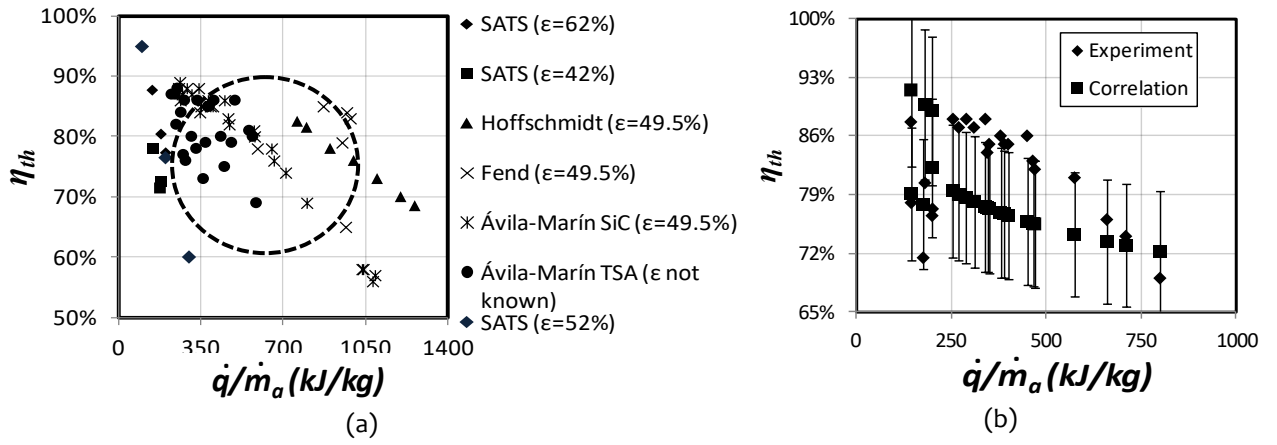 100%
90%
80%
70%
60%
50%
η_th
0
350
700
1050
1400
q̇/ṁ_a (kJ/kg)
(a)
SATS (ε=62%)
SATS (ε=42%)
Hoffschmidt (ε=49.5%)
Fend (ε=49.5%)
Ávila-Marín SiC (ε=49.5%)
Ávila-Marín TSA (ε not
known)
SATS (ε=52%)
100%
93%
86%
79%
72%
65%
η_th
0
250
500
750
1000
q̇/ṁ_a (kJ/kg)
(b)
Experiment
Correlation